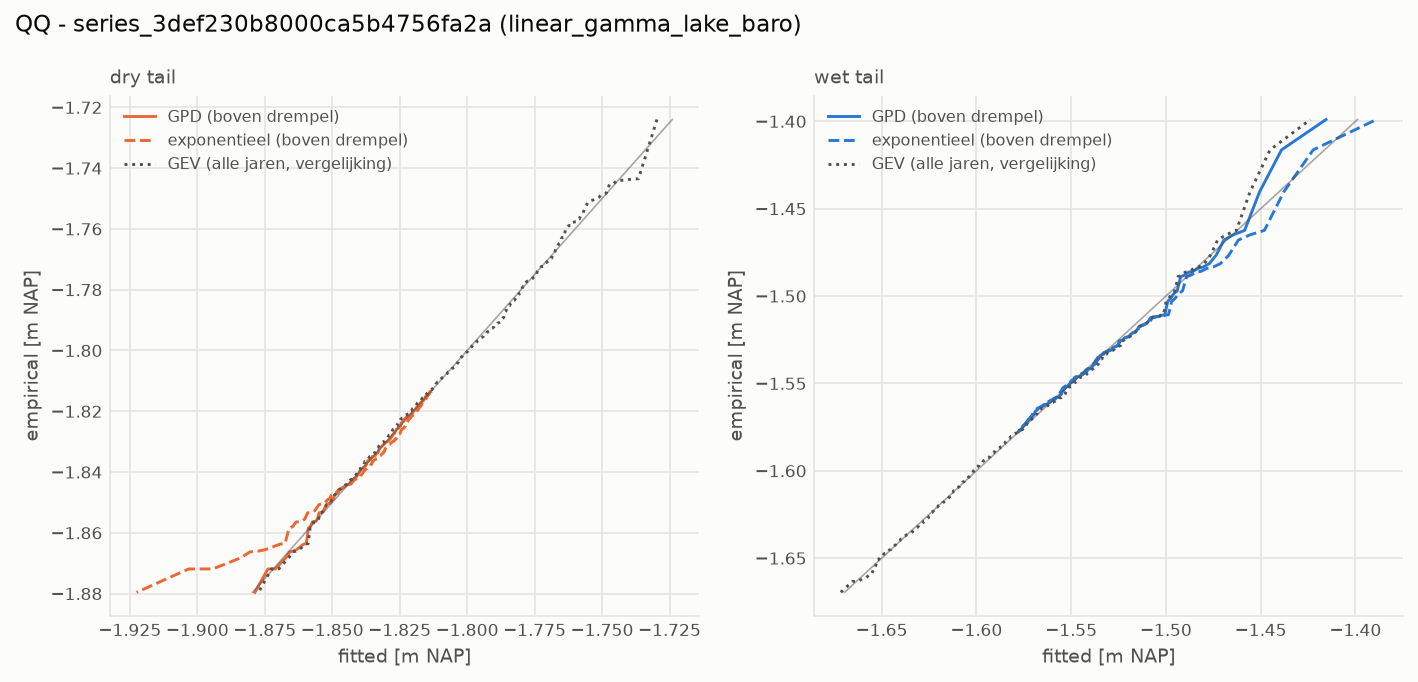 QQ - series_3def230b8000ca5b4756fa2a (linear_gamma_lake_baro)
dry tail
GPD (boven drempel)
exponentieel (boven drempel)
GEV (alle jaren, vergelijking)
empirical [m NAP]
−1.72
−1.74
−1.76
−1.78
−1.80
−1.82
−1.84
−1.86
−1.88
−1.925 −1.900 −1.875 −1.850 −1.825 −1.800 −1.775 −1.750 −1.725
fitted [m NAP]
wet tail
GPD (boven drempel)
exponentieel (boven drempel)
GEV (alle jaren, vergelijking)
empirical [m NAP]
−1.40
−1.45
−1.50
−1.55
−1.60
−1.65
−1.65 −1.60 −1.55 −1.50 −1.45 −1.40
fitted [m NAP]